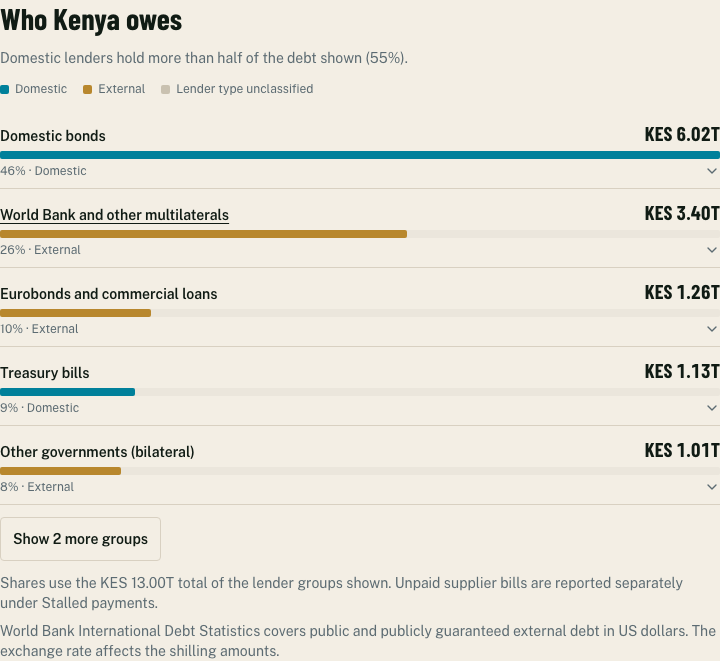 Who Kenya owes
Domestic lenders hold more than half of the debt shown (55%).
Domestic External Lender type unclassified
Domestic bonds KES 6.02T
46% · Domestic
World Bank and other multilaterals KES 3.40T
26% · External
Eurobonds and commercial loans KES 1.26T
10% · External
Treasury bills KES 1.13T
9% · Domestic
Other governments (bilateral) KES 1.01T
8% · External
Show 2 more groups
Shares use the KES 13.00T total of the lender groups shown. Unpaid supplier bills are reported separately
under Stalled payments.
World Bank International Debt Statistics covers public and publicly guaranteed external debt in US dollars. The
exchange rate affects the shilling amounts.